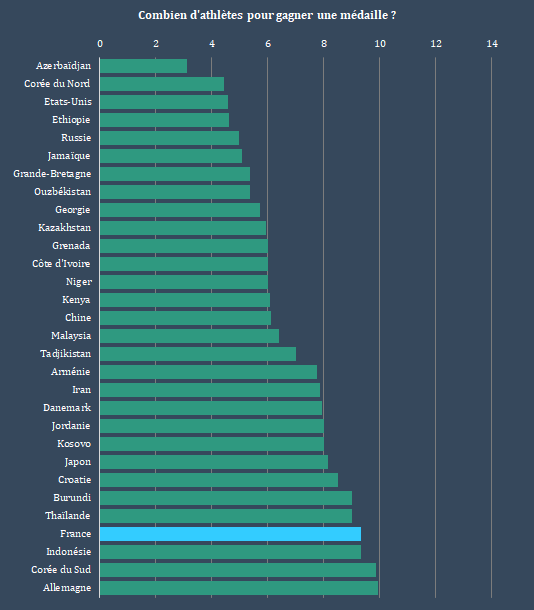 Combien d'athlètes pour gagner une médaille ?
0 2 4 6 8 10 12 14
Azerbaïdjan
Corée du Nord
Etats-Unis
Ethiopie
Russie
Jamaïque
Grande-Bretagne
Ouzbékistan
Georgie
Kazakhstan
Grenada
Côte d'Ivoire
Niger
Kenya
Chine
Malaysia
Tadjikistan
Arménie
Iran
Danemark
Jordanie
Kosovo
Japon
Croatie
Burundi
Thaïlande
France
Indonésie
Corée du Sud
Allemagne